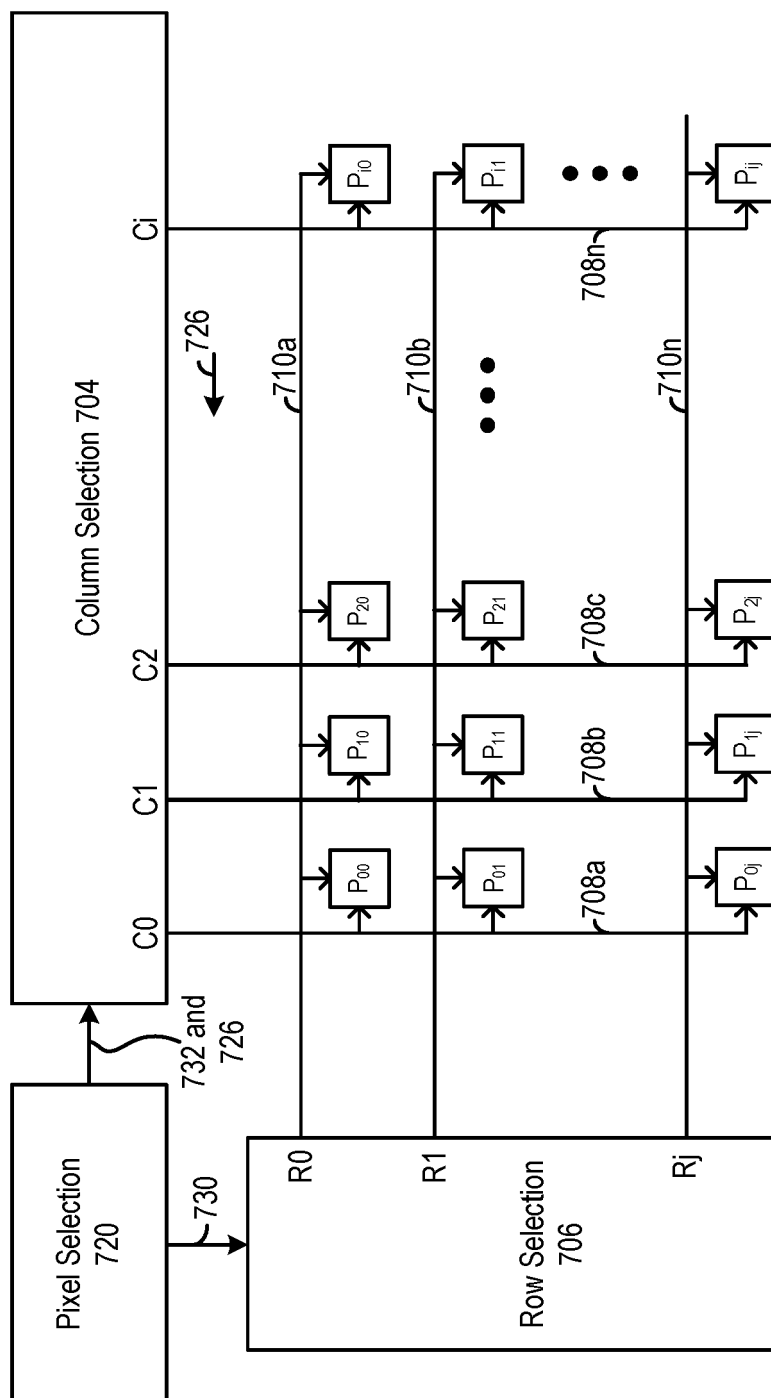 Pixel Selection
720
732 and
726
Column Selection 704
C0
C1
C2
Ci
730
726
Row Selection
706
R0
710a
P00
P10
P20
Pi0
R1
710b
P01
P11
P21
Pi1
708a
708b
708c
708n
Rj
710n
P0j
P1j
P2j
Pij